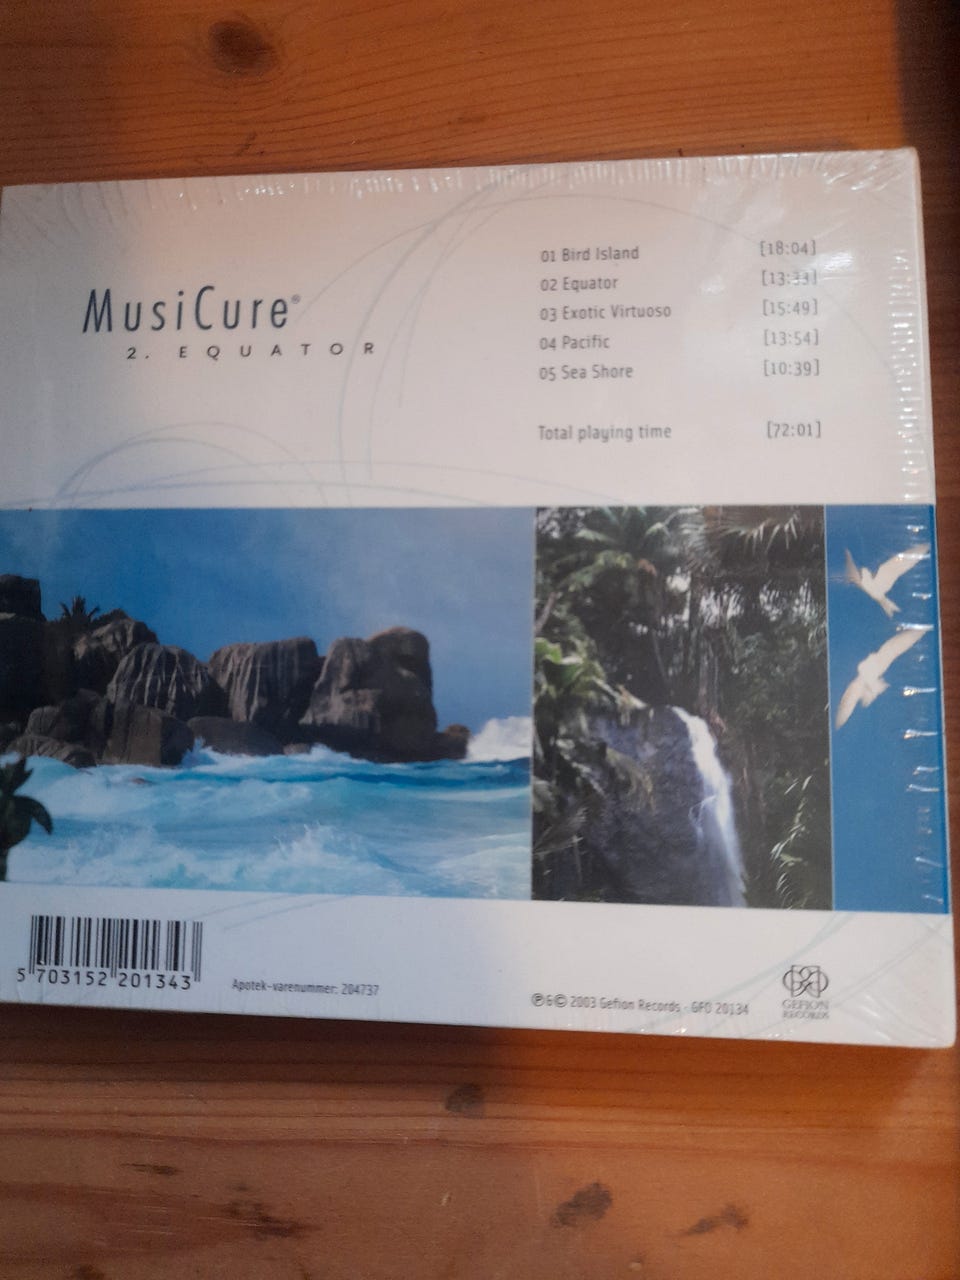 MusiCure®
2. EQUATOR
01 Bird Island [18:04]
02 Equator [13:33]
03 Exotic Virtuoso [15:49]
04 Pacific [13:54]
05 Sea Shore [10:39]
Total playing time [72:01]
5 703152 201343
Apotek-varenummer: 204737
℗&© 2003 Gefion Records · GFO 20134
GEFION
RECORDS